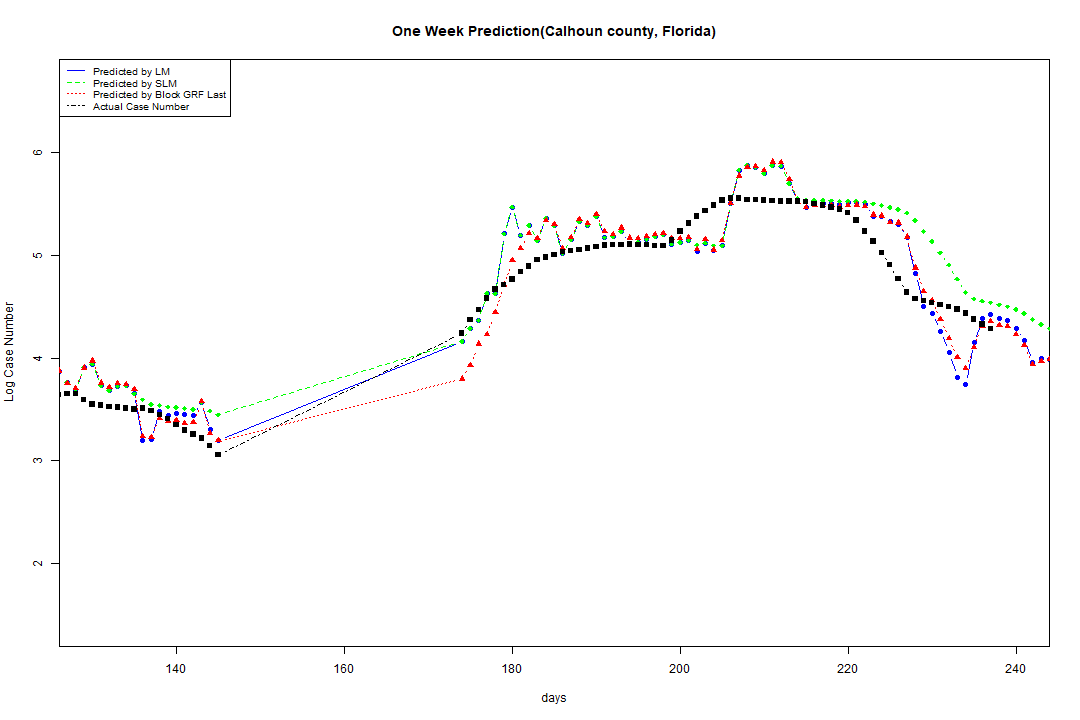 One Week Prediction(Calhoun county, Florida)
Predicted by LM
Predicted by SLM
Predicted by Block GRF Last
Actual Case Number
6
5
4
3
2
Log Case Number
140 160 180 200 220 240
days